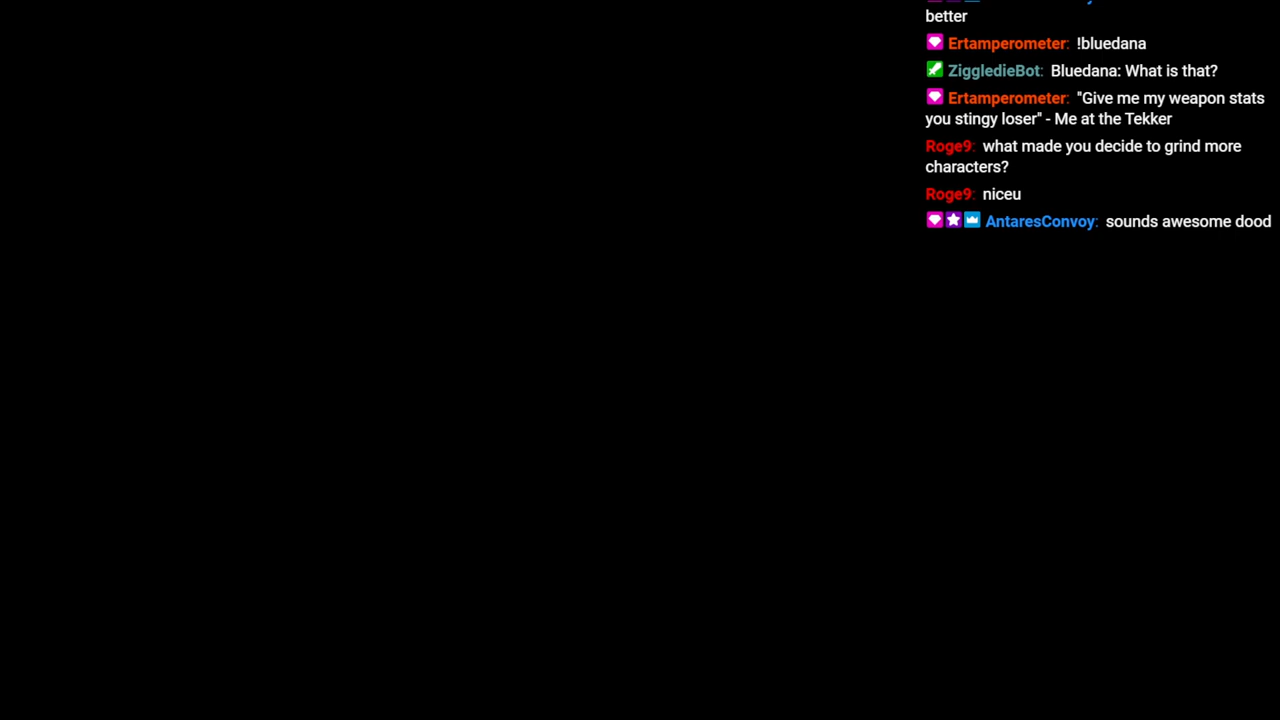 better
Ertamperometer: !bluedana
ZiggledieBot: Bluedana: What is that?
Ertamperometer: "Give me my weapon stats
you stingy loser" - Me at the Tekker
Roge9: what made you decide to grind more
characters?
Roge9: niceu
AntaresConvoy: sounds awesome dood